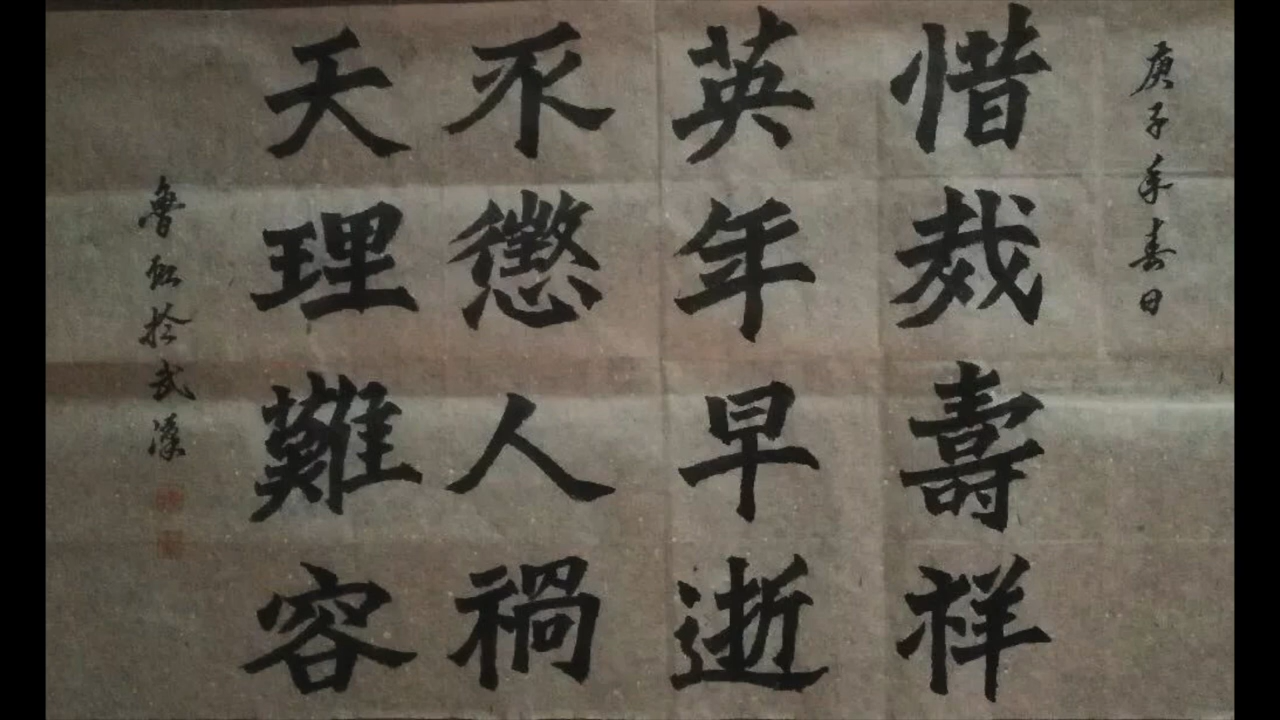 庚子年春日
惜哉壽祥
英年早逝
不懲人禍
天理難容
魯弘於武漢